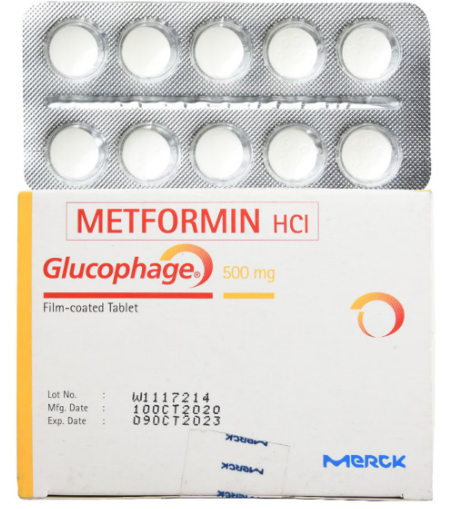 METFORMIN HCl
Glucophage® 500 mg
Film-coated Tablet
Lot No. : W1117214
Mfg. Date : 10OCT2020
Exp. Date : 09OCT2023
MERCK
MERCK
MERCK
MERCK